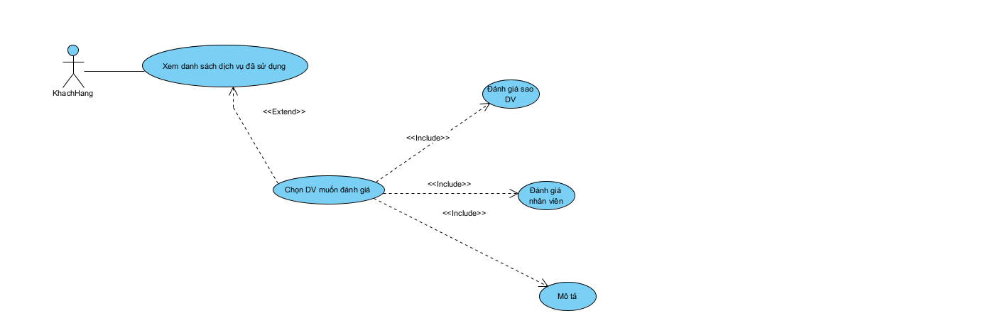 KhachHang
Xem danh sách dịch vụ đã sử dụng
<<Extend>>
Đánh giá sao
DV
<<Include>>
Chọn DV muốn đánh giá
<<Include>>
Đánh giá
nhân viên
<<Include>>
Mô tả